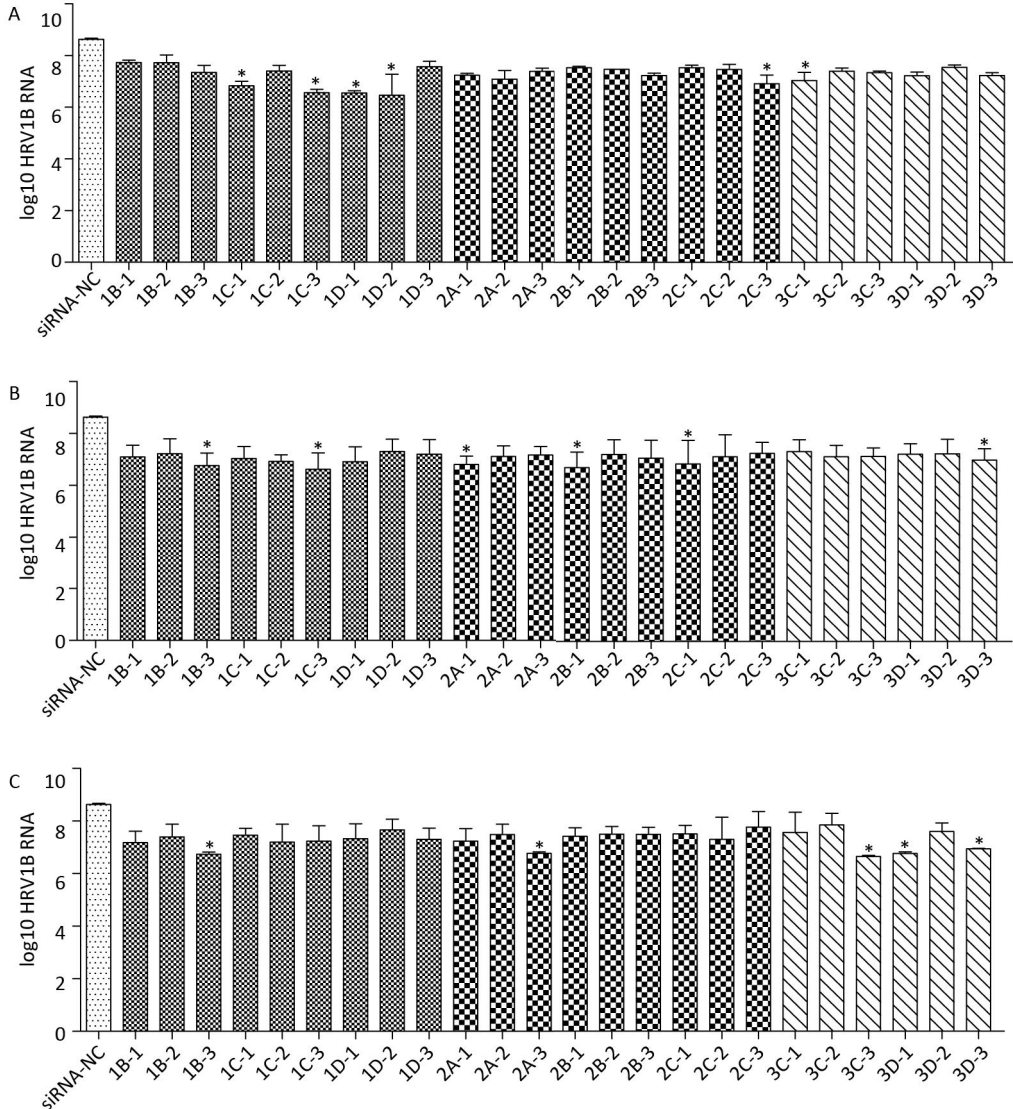 A
log10 HRV1B RNA
10
8
6
4
2
0
*
*
*
*
*
*
siRNA-NC
1B-1
1B-2
1B-3
1C-1
1C-2
1C-3
1D-1
1D-2
1D-3
2A-1
2A-2
2A-3
2B-1
2B-2
2B-3
2C-1
2C-2
2C-3
3C-1
3C-2
3C-3
3D-1
3D-2
3D-3
B
log10 HRV1B RNA
10
8
6
4
2
0
*
*
*
*
*
*
siRNA-NC
1B-1
1B-2
1B-3
1C-1
1C-2
1C-3
1D-1
1D-2
1D-3
2A-1
2A-2
2A-3
2B-1
2B-2
2B-3
2C-1
2C-2
2C-3
3C-1
3C-2
3C-3
3D-1
3D-2
3D-3
C
log10 HRV1B RNA
10
8
6
4
2
0
*
*
*
*
*
siRNA-NC
1B-1
1B-2
1B-3
1C-1
1C-2
1C-3
1D-1
1D-2
1D-3
2A-1
2A-2
2A-3
2B-1
2B-2
2B-3
2C-1
2C-2
2C-3
3C-1
3C-2
3C-3
3D-1
3D-2
3D-3